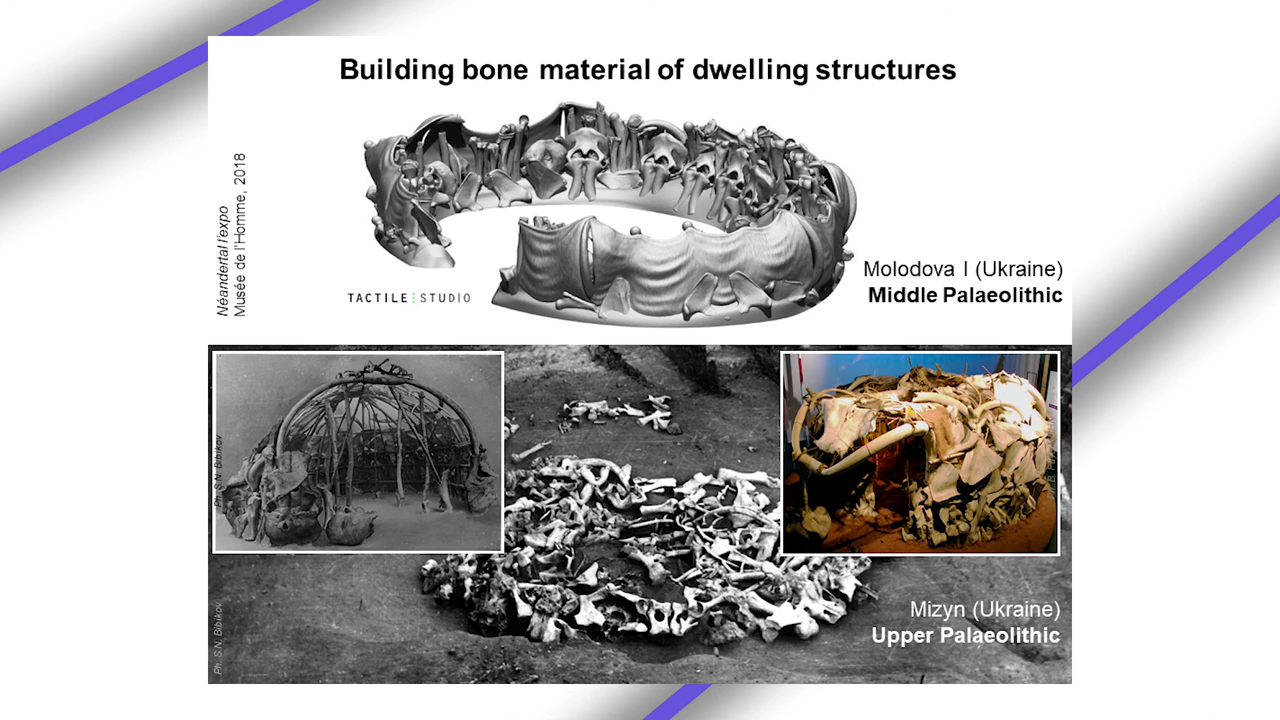 Building bone material of dwelling structures
Néandertal l'expo
Musée de l'Homme, 2018
TACTILE STUDIO
Molodova I (Ukraine)
Middle Palaeolithic
Ph. S.N. Bibikov
Ph. S.N. Bibikov
Mizyn (Ukraine)
Upper Palaeolithic